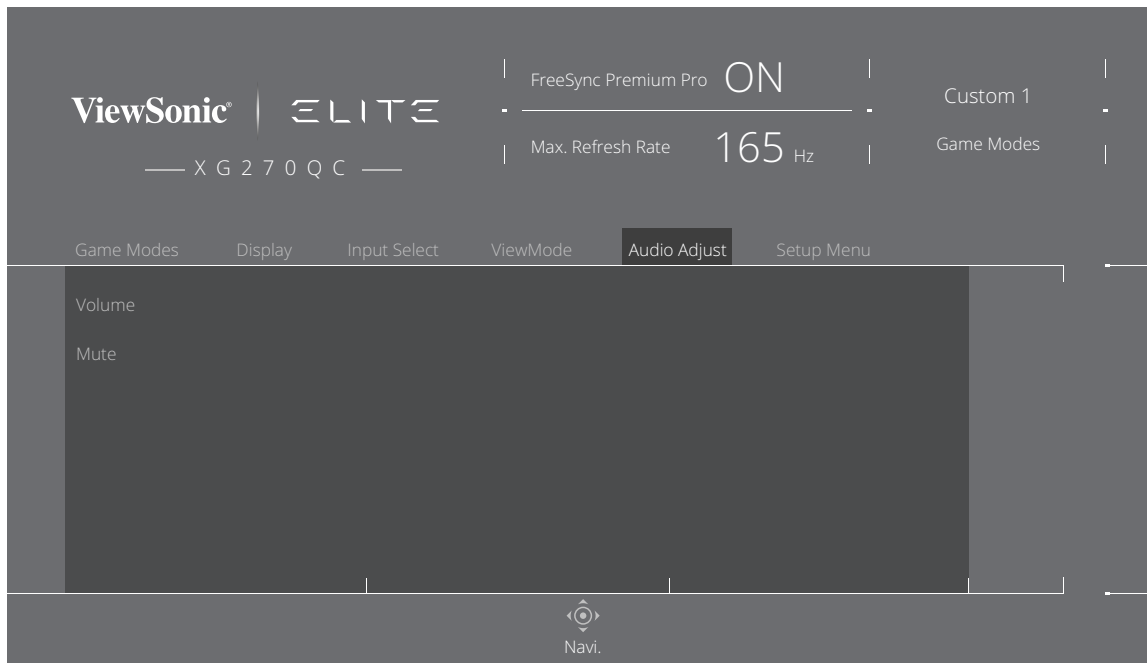 ViewSonic® ELITE
XG270QC
FreeSync Premium Pro ON
Max. Refresh Rate 165 Hz
Custom 1
Game Modes
Game Modes Display Input Select ViewMode Audio Adjust Setup Menu
Volume
Mute
Navi.